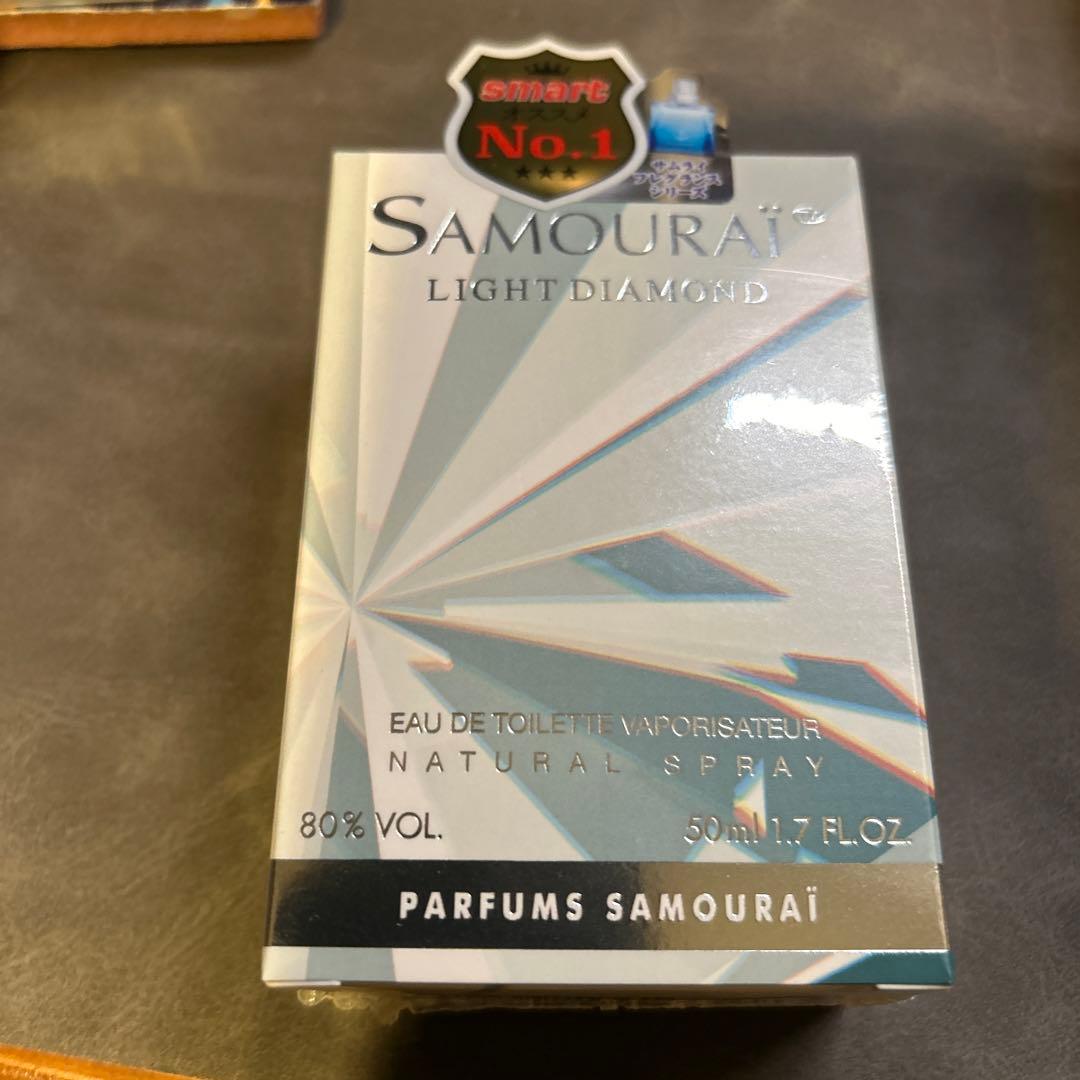 smart
オススメ
No.1
サムライ
フレグランス
シリーズ
SAMOURAÏ
LIGHT DIAMOND
EAU DE TOILETTE VAPORISATEUR
NATURAL SPRAY
80% VOL.
50ml 1.7 FL.OZ.
PARFUMS SAMOURAÏ